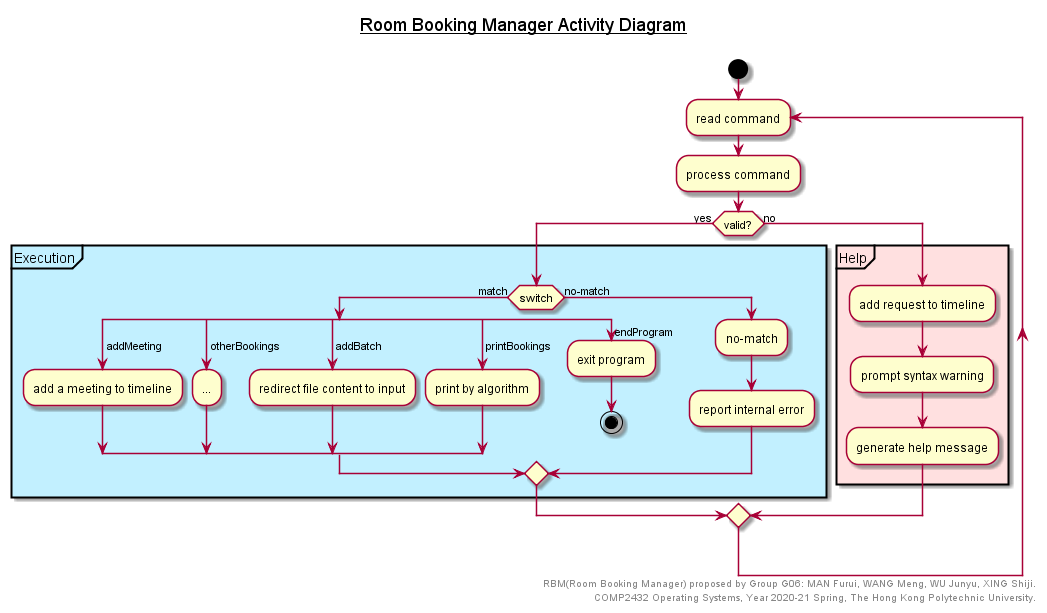 Room Booking Manager Activity Diagram
read command
process command
yes
valid?
no
Execution
Help
match
switch
no-match
add request to timeline
addMeeting
otherBookings
addBatch
printBookings
endProgram
no-match
exit program
prompt syntax warning
add a meeting to timeline
...
redirect file content to input
print by algorithm
report internal error
generate help message
RBM(Room Booking Manager) proposed by Group G06: MAN Furui, WANG Meng, WU Junyu, XING Shiji.
COMP2432 Operating Systems, Year 2020-21 Spring, The Hong Kong Polytechnic University.